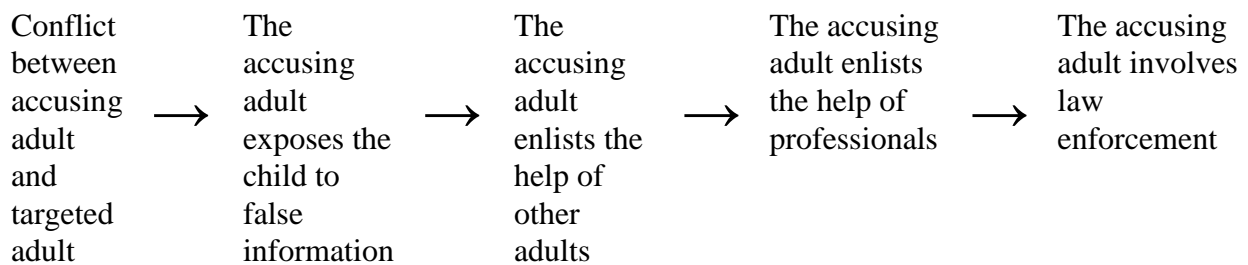 Conflict
between
accusing
adult
and
targeted
adult
The
accusing
adult
exposes the
child to
false
information
The
accusing
adult
enlists the
help of
other
adults
The accusing
adult enlists
the help of
professionals
The accusing
adult involves
law
enforcement